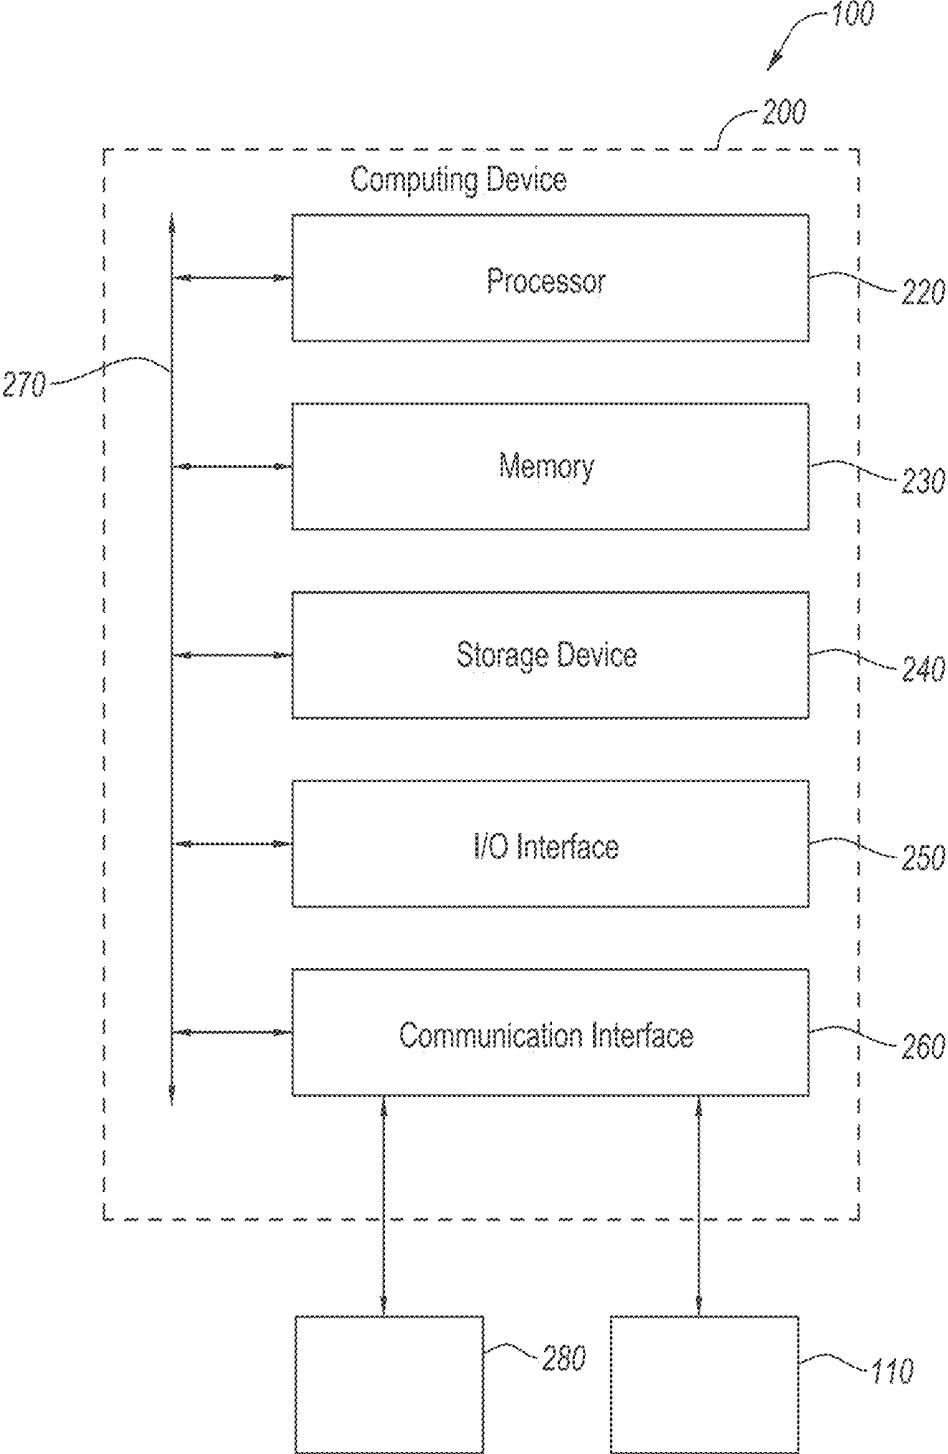 100
200
Computing Device
Processor
220
270
Memory
230
Storage Device
240
I/O Interface
250
Communication Interface
260
280
110